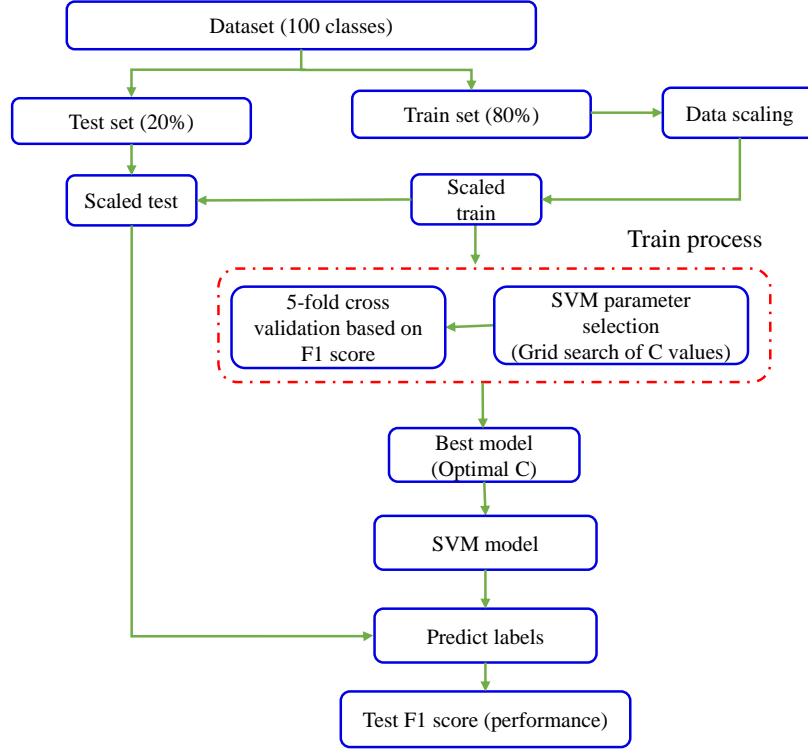 Dataset (100 classes)
Test set (20%)
Train set (80%)
Data scaling
Scaled test
Scaled
train
Train process
5-fold cross
validation based on
F1 score
SVM parameter
selection
(Grid search of C values)
Best model
(Optimal C)
SVM model
Predict labels
Test F1 score (performance)